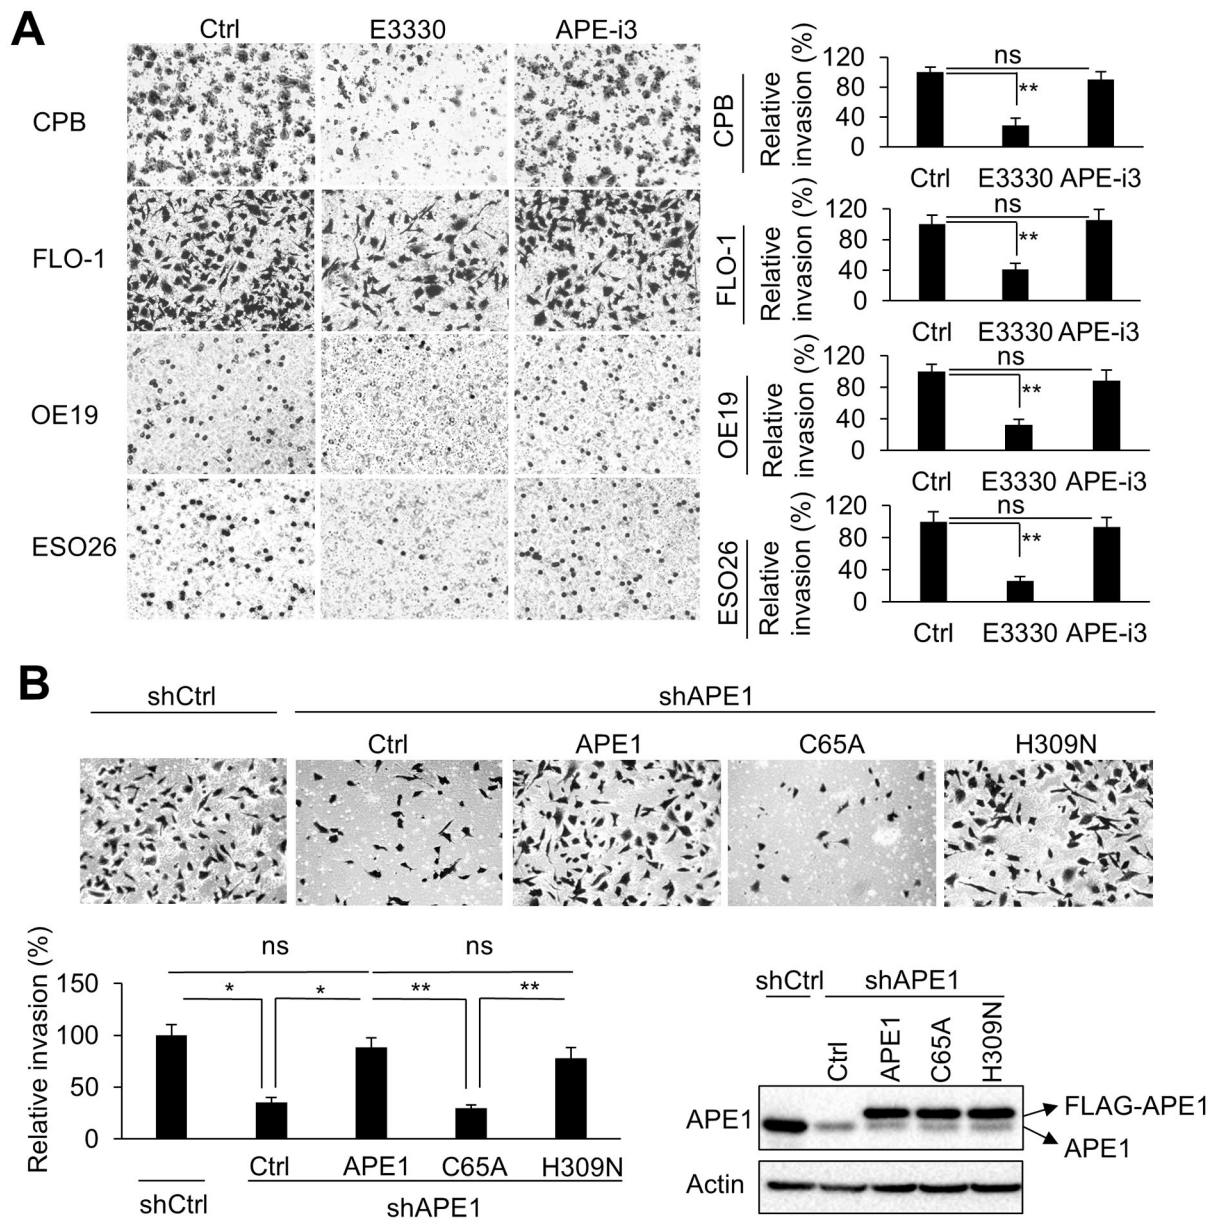 A
Ctrl E3330 APE-i3
CPB
FLO-1
OE19
ESO26
CPB
Relative
invasion (%)
120
80
40
0
ns
**
Ctrl E3330 APE-i3
FLO-1
Relative
invasion (%)
120
80
40
0
ns
**
Ctrl E3330 APE-i3
OE19
Relative
invasion (%)
120
80
40
0
ns
**
Ctrl E3330 APE-i3
ESO26
Relative
invasion (%)
120
80
40
0
ns
**
Ctrl E3330 APE-i3
B
shCtrl shAPE1
Ctrl APE1 C65A H309N
Relative invasion (%)
150
100
50
0
ns ns
* * ** **
Ctrl APE1 C65A H309N
shCtrl shAPE1
shCtrl shAPE1
Ctrl APE1 C65A H309N
APE1
FLAG-APE1
APE1
Actin